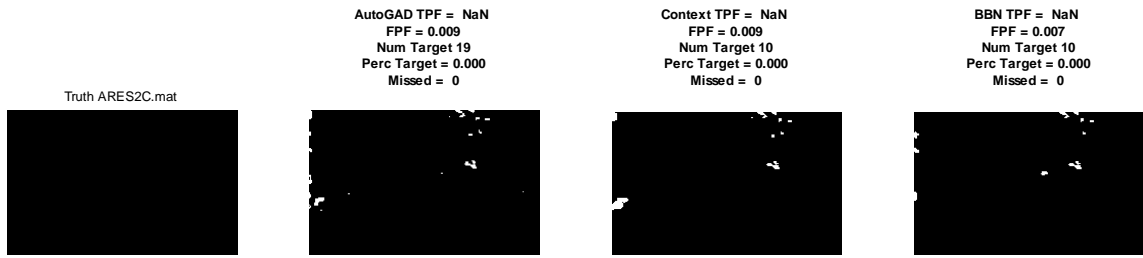 Truth ARES2C.mat
AutoGAD TPF = NaN
FPF = 0.009
Num Target 19
Perc Target = 0.000
Missed = 0
Context TPF = NaN
FPF = 0.009
Num Target 10
Perc Target = 0.000
Missed = 0
BBN TPF = NaN
FPF = 0.007
Num Target 10
Perc Target = 0.000
Missed = 0